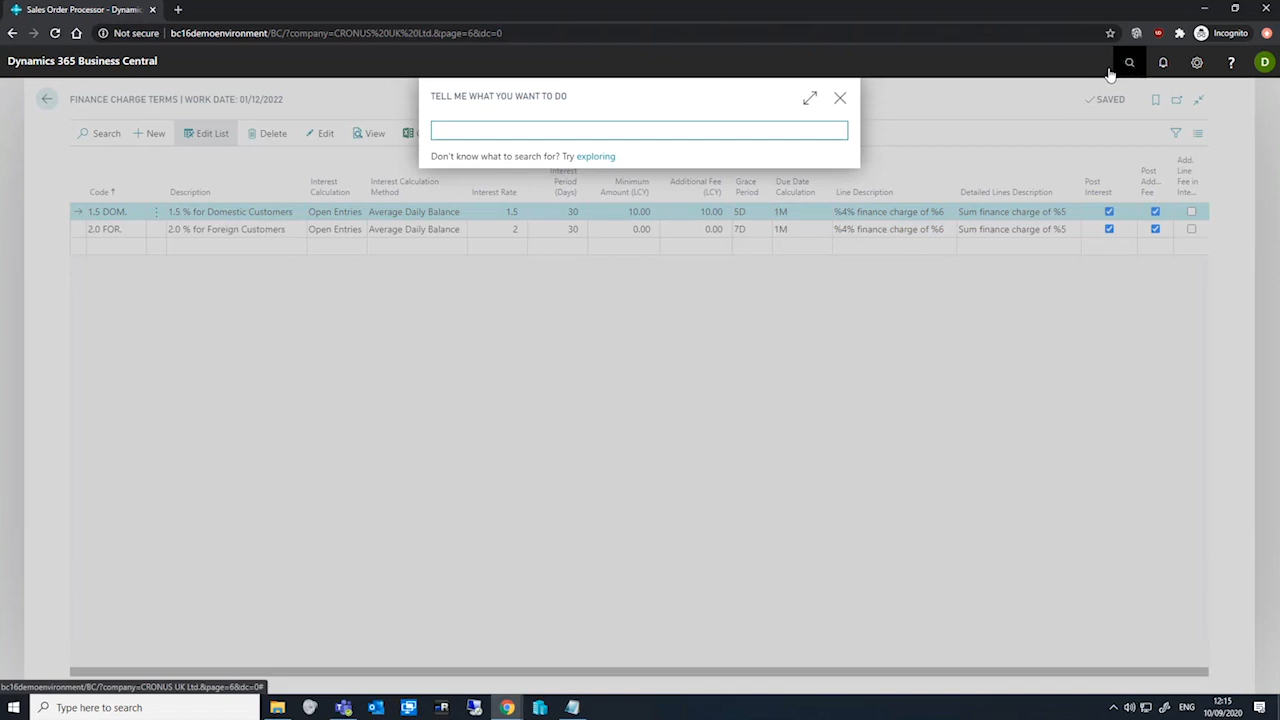 Sales Order Processor - Dynamic
Not secure
bc16demoenvironment/BC/?company=CRONUS%20UK%20Ltd.&page=6&dc=0
Incognito
Dynamics 365 Business Central
D
TELL ME WHAT YOU WANT TO DO
Don't know what to search for? Try exploring
FINANCE CHARGE TERMS | WORK DATE: 01/12/2022
SAVED
Search
New
Edit List
Delete
Edit
View
Code ↑
Description
Interest Calculation
Interest Calculation Method
Interest Rate
Interest Period (Days)
Minimum Amount (LCY)
Additional Fee (LCY)
Grace Period
Due Date Calculation
Line Description
Detailed Lines Description
Post Interest
Post Add... Fee
Add. Line Fee in Inte...
1.5 DOM. 1.5 % for Domestic Customers Open Entries Average Daily Balance 1.5 30 10.00 10.00 5D 1M %4% finance charge of %6 Sum finance charge of %5
2.0 FOR. 2.0 % for Foreign Customers Open Entries Average Daily Balance 2 30 0.00 0.00 7D 1M %4% finance charge of %6 Sum finance charge of %5
bc16demoenvironment/BC/?company=CRONUS UK Ltd.&page=6&dc=0#
Type here to search
12:15
10/09/2020